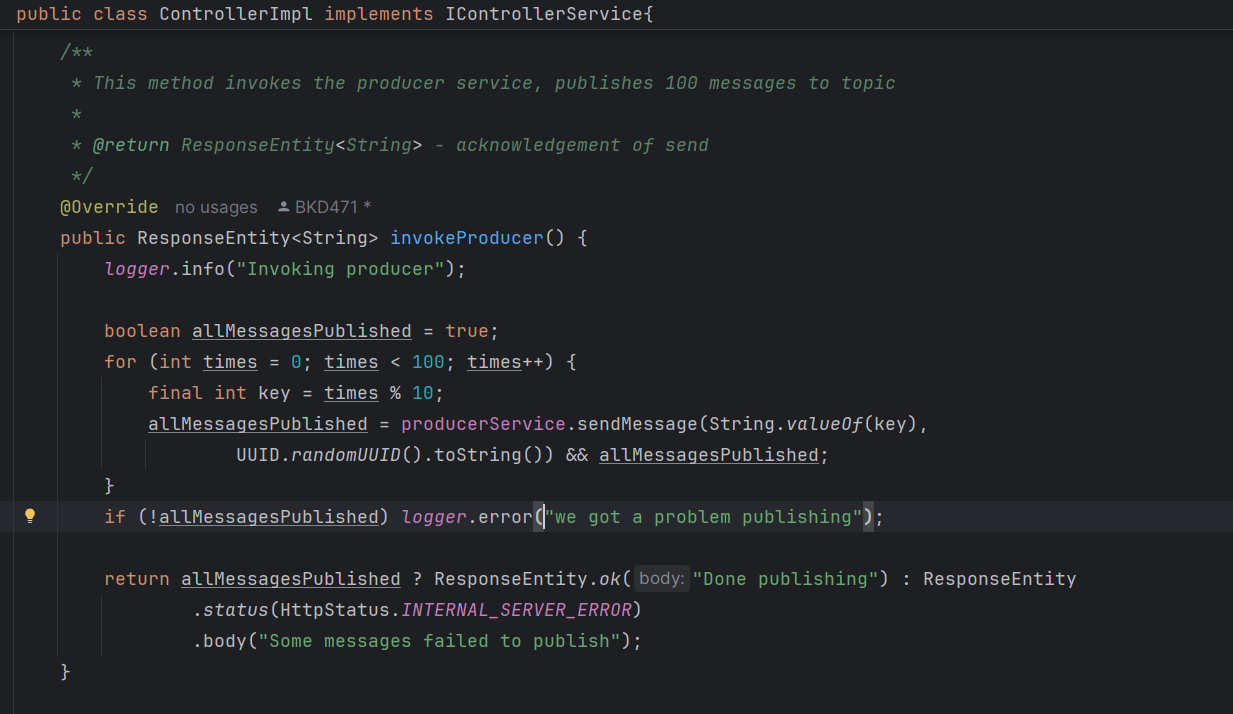 public class ControllerImpl implements IControllerService{
/**
* This method invokes the producer service, publishes 100 messages to topic
*
* @return ResponseEntity<String> - acknowledgement of send
*/
@Override no usages BKD471 *
public ResponseEntity<String> invokeProducer() {
logger.info("Invoking producer");
boolean allMessagesPublished = true;
for (int times = 0; times < 100; times++) {
final int key = times % 10;
allMessagesPublished = producerService.sendMessage(String.valueOf(key),
UUID.randomUUID().toString()) && allMessagesPublished;
}
if (!allMessagesPublished) logger.error("we got a problem publishing");
return allMessagesPublished ? ResponseEntity.ok( body: "Done publishing") : ResponseEntity
.status(HttpStatus.INTERNAL_SERVER_ERROR)
.body("Some messages failed to publish");
}